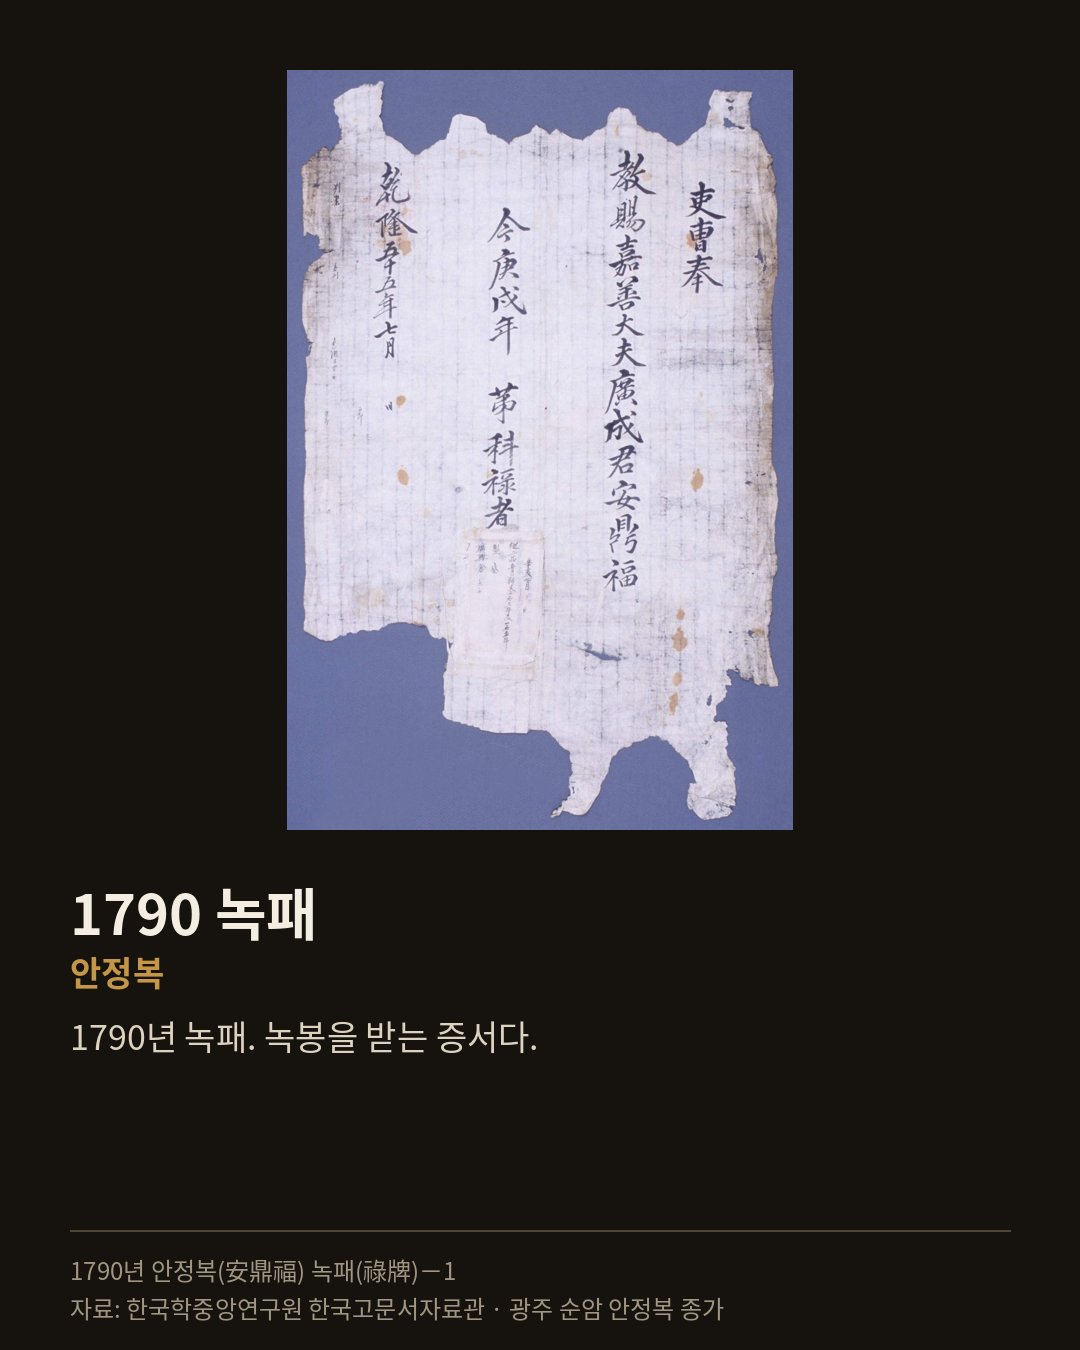 吏曹奉
教賜嘉善大夫廣成君安鼎福
今庚戌年 苐 科祿者
乾隆五十五年七月 日
1790 녹패
안정복
1790년 녹패. 녹봉을 받는 증서다.
1790년 안정복(安鼎福) 녹패(祿牌)－1
자료: 한국학중앙연구원 한국고문서자료관 · 광주 순암 안정복 종가